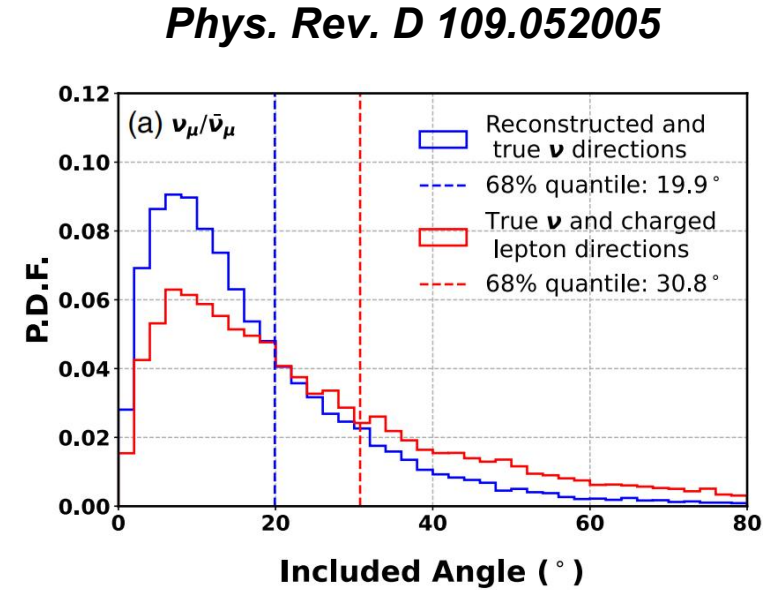 Phys. Rev. D 109.052005
(a) νμ/ν̄μ
Reconstructed and
true ν directions
68% quantile: 19.9°
True ν and charged
lepton directions
68% quantile: 30.8°
P.D.F.
0.12
0.10
0.08
0.06
0.04
0.02
0.00
0 20 40 60 80
Included Angle (°)